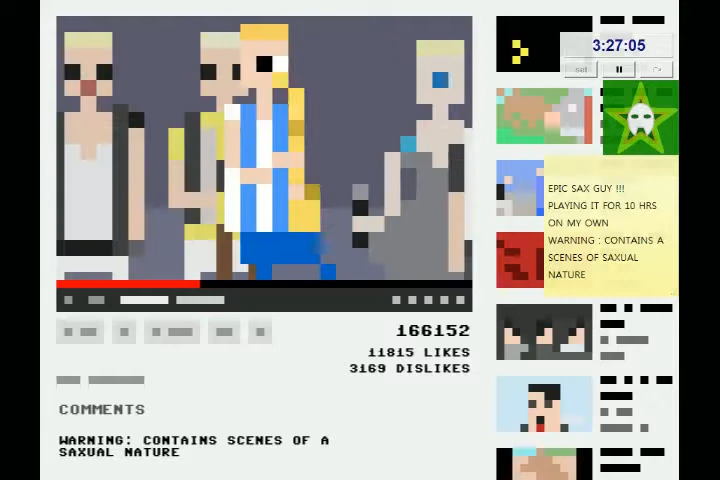 3:27:05
sel
EPIC SAX GUY !!!
PLAYING IT FOR 10 HRS
ON MY OWN
WARNING : CONTAINS A
SCENES OF SAXUAL
NATURE
166152
11815 LIKES
3169 DISLIKES
COMMENTS
WARNING: CONTAINS SCENES OF A
SAXUAL NATURE